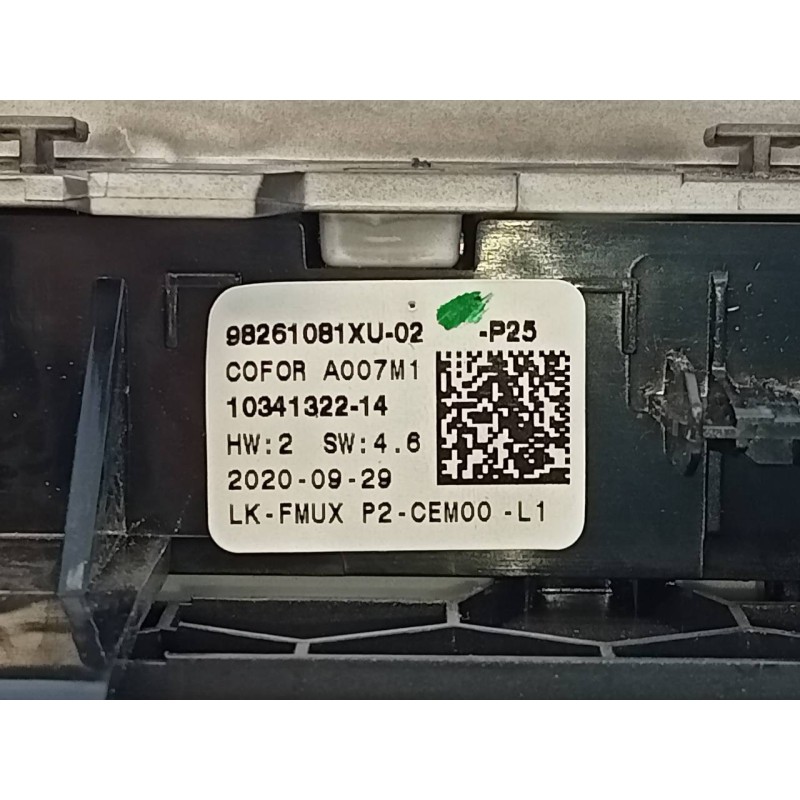 98261081XU-02 -P25
COFOR A007M1
10341322-14
HW:2 SW:4.6
2020-09-29
LK-FMUX P2-CEM00 -L1